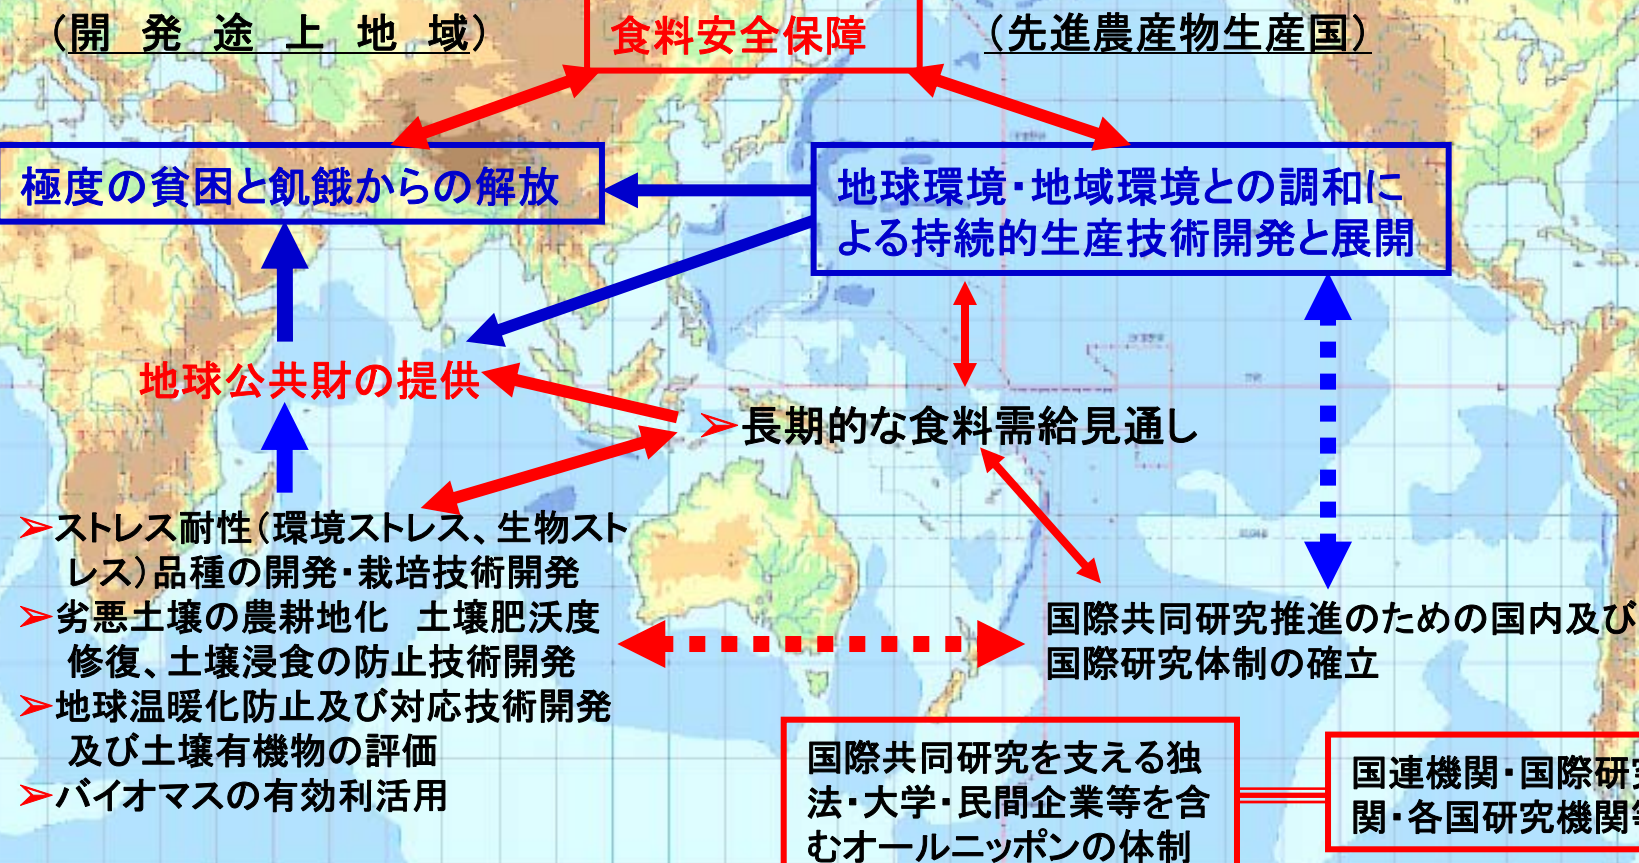 （開 発 途 上 地 域）
食料安全保障
（先進農産物生産国）
極度の貧困と飢餓からの解放
地球環境・地域環境との調和に
よる持続的生産技術開発と展開
地球公共財の提供
➢長期的な食料需給見通し
➢ストレス耐性（環境ストレス、生物スト
レス）品種の開発・栽培技術開発
➢劣悪土壌の農耕地化　土壌肥沃度
修復、土壌浸食の防止技術開発
➢地球温暖化防止及び対応技術開発
及び土壌有機物の評価
➢バイオマスの有効利活用
国際共同研究推進のための国内及び
国際研究体制の確立
国際共同研究を支える独
法・大学・民間企業等を含
むオールニッポンの体制
国連機関・国際研究
関・各国研究機関等